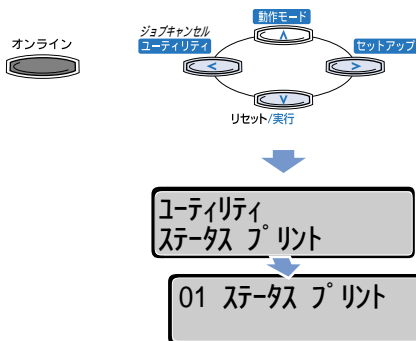 動作モード
ジョブキャンセル
オンライン
ユーティリティ
セットアップ
リセット/実行
ユーティリティ
ステータス プリント
01 ステータス プリント